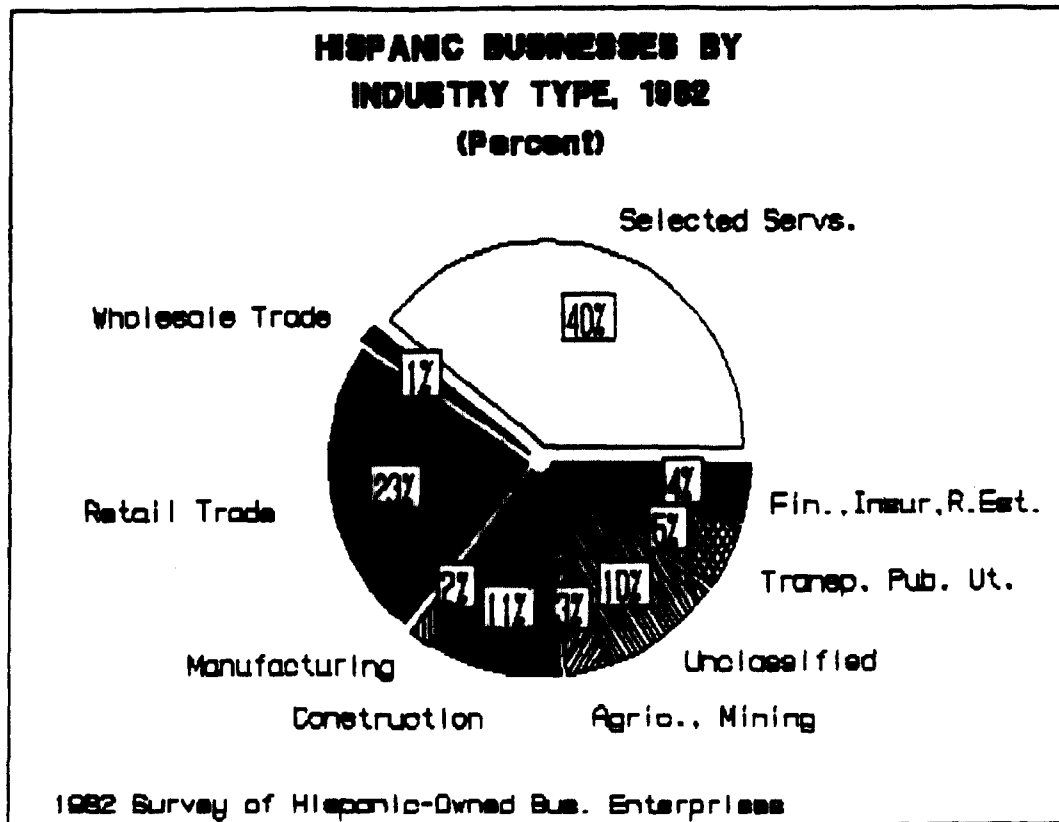 HISPANIC BUSINESSES BY
INDUSTRY TYPE, 1982
(Percent)
Selected Servs.
40%
Wholesale Trade
1%
Retail Trade
23%
4%
Fin.,Insur,R.Est.
5%
Transp. Pub. Ut.
2%
11%
3%
10%
Manufacturing
Unclassified
Construction
Agric., Mining
1982 Survey of Hispanic-Owned Bus. Enterprises